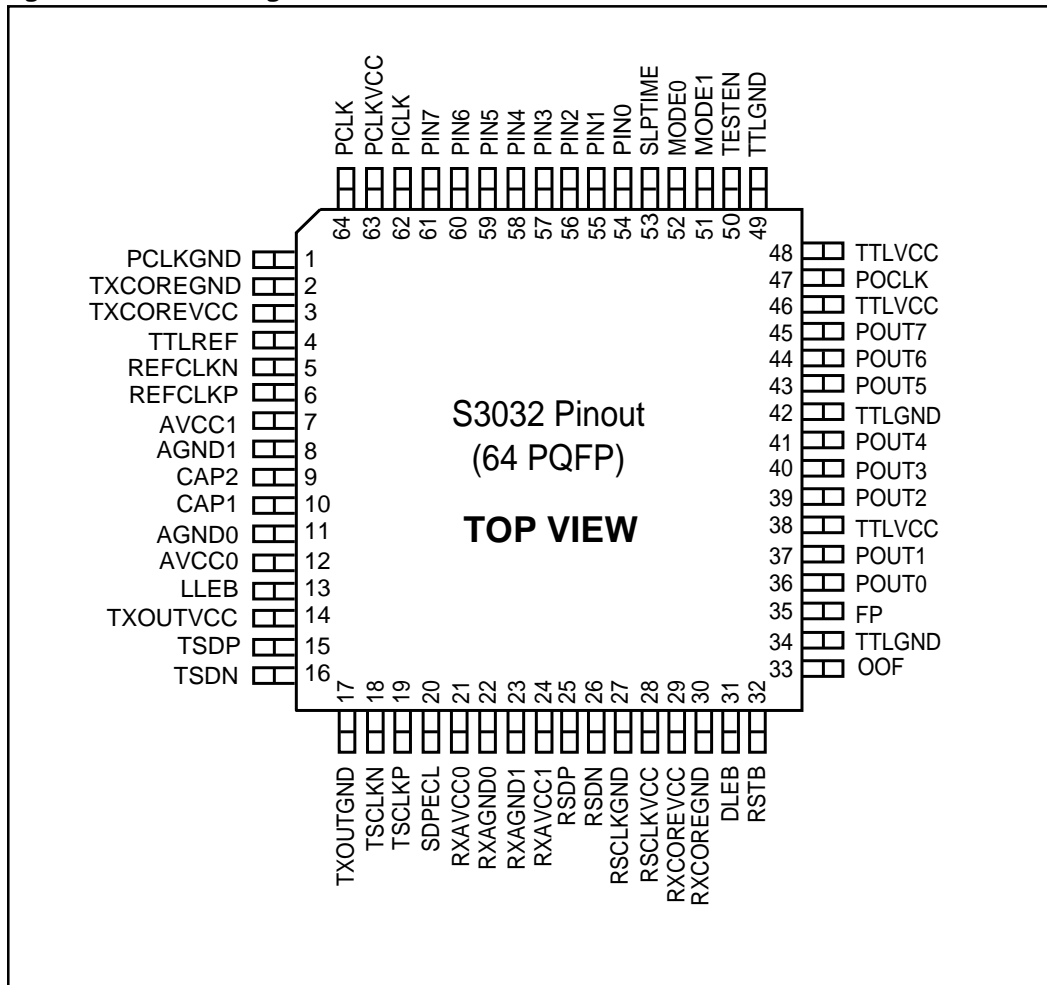 PCLK
PCLKVCC
PICLK
PIN7
PIN6
PIN5
PIN4
PIN3
PIN2
PIN1
PIN0
SLPTIME
MODE0
MODE1
TESTEN
TTLGND
64
63
62
61
60
59
58
57
56
55
54
53
52
51
50
49
PCLKGND 1
TXCOREGND 2
TXCOREVCC 3
TTLREF 4
REFCLKN 5
REFCLKP 6
AVCC1 7
AGND1 8
CAP2 9
CAP1 10
AGND0 11
AVCC0 12
LLEB 13
TXOUTVCC 14
TSDP 15
TSDN 16
S3032 Pinout
(64 PQFP)
TOP VIEW
48 TTLVCC
47 POCLK
46 TTLVCC
45 POUT7
44 POUT6
43 POUT5
42 TTLGND
41 POUT4
40 POUT3
39 POUT2
38 TTLVCC
37 POUT1
36 POUT0
35 FP
34 TTLGND
33 OOF
17
18
19
20
21
22
23
24
25
26
27
28
29
30
31
32
TXOUTGND
TSCLKN
TSCLKP
SDPECL
RXAVCC0
RXAGND0
RXAGND1
RXAVCC1
RSDP
RSDN
RSCLKGND
RSCLKVCC
RXCOREVCC
RXCOREGND
DLEB
RSTB